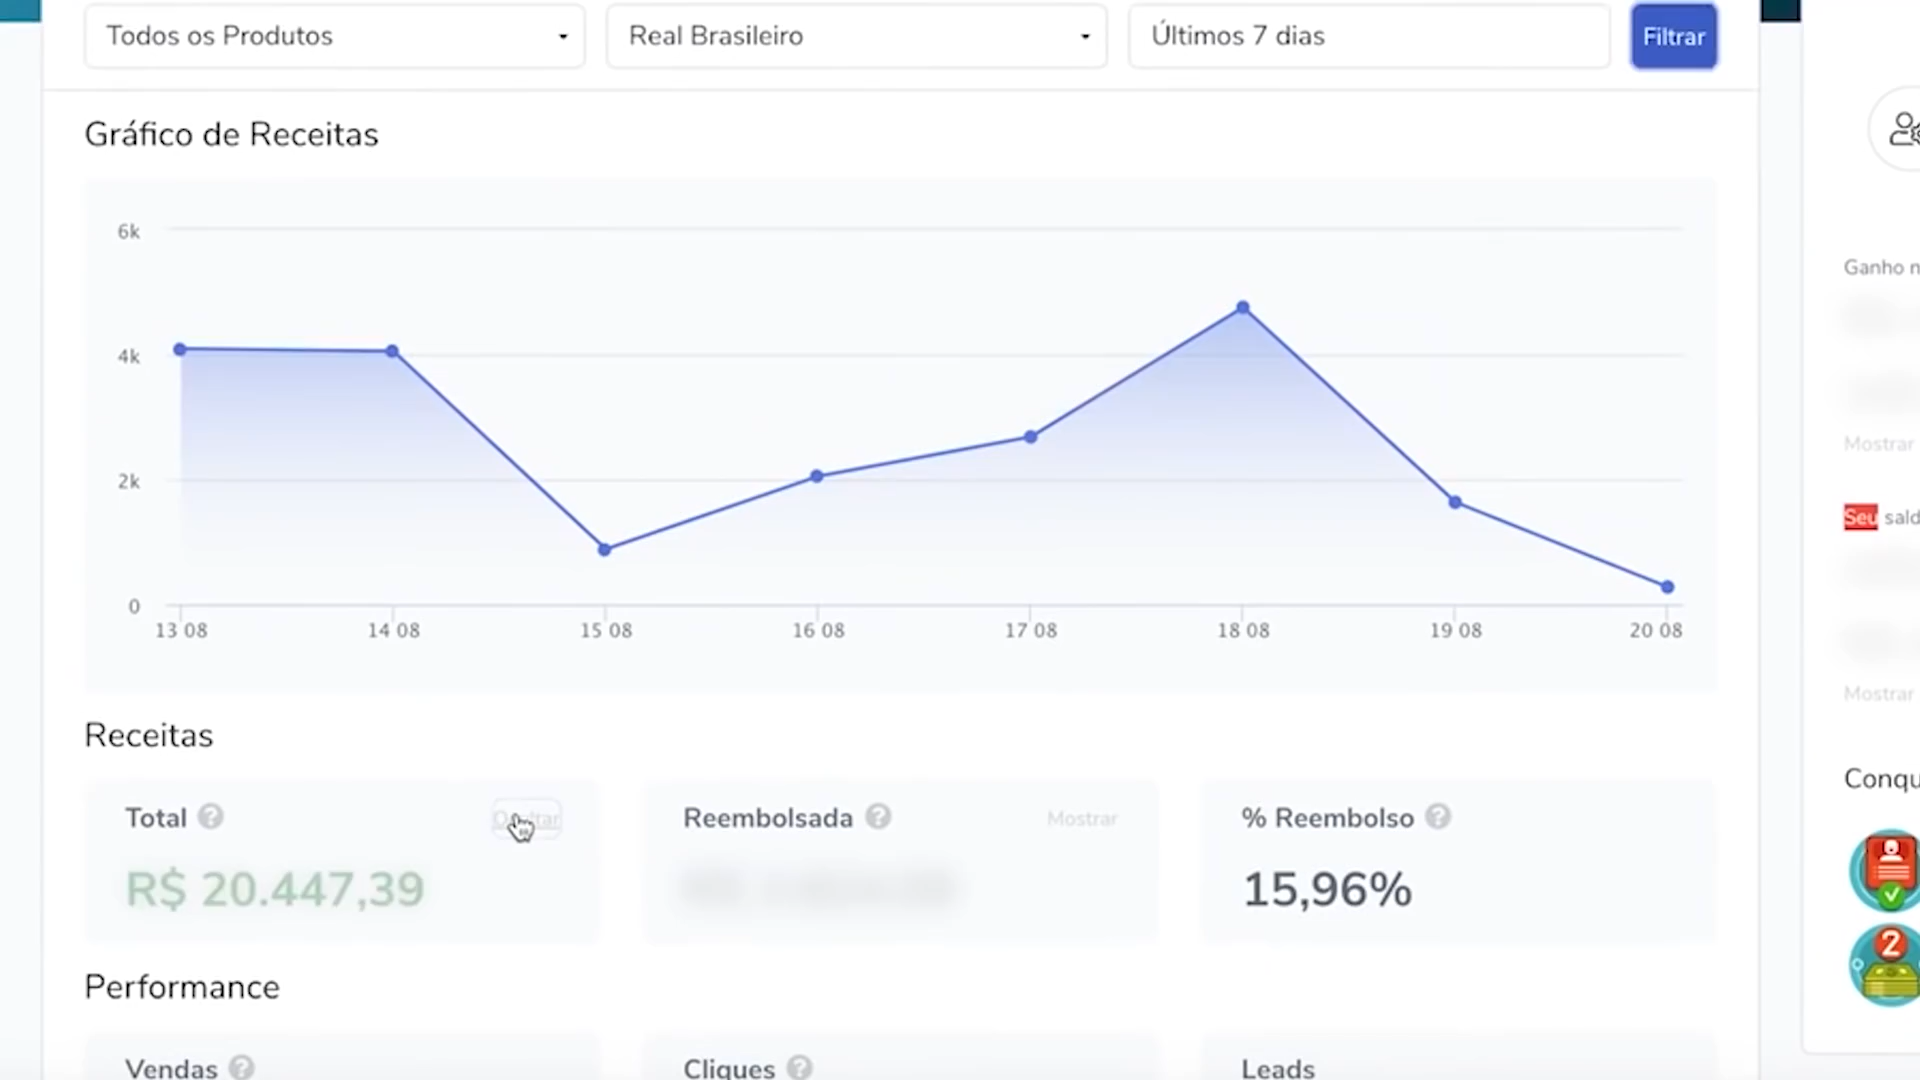 Todos os Produtos
Real Brasileiro
Últimos 7 dias
Filtrar
Gráfico de Receitas
6k
4k
2k
0
13 08
14 08
15 08
16 08
17 08
18 08
19 08
20 08
Receitas
Total
Reembolsada
Mostrar
% Reembolso
R$ 20.447,39
15,96%
Performance
Vendas
Cliques
Leads
Ganho n
Mostrar
Seu sald
Mostrar
Conqu
2